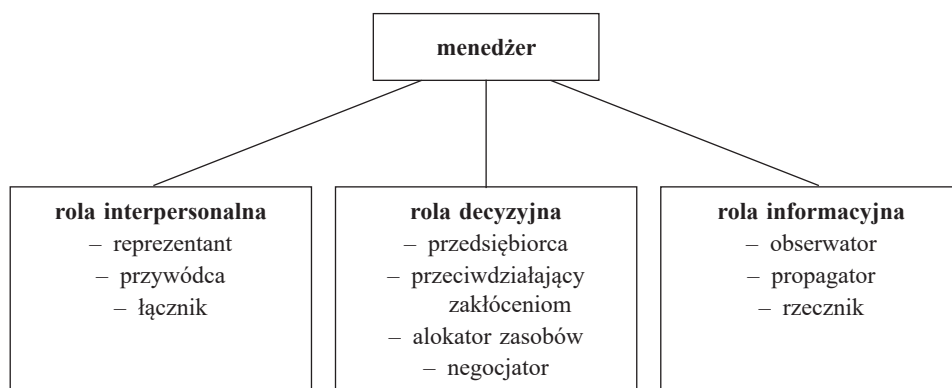 menedżer
rola interpersonalna
– reprezentant
– przywódca
– łącznik
rola decyzyjna
– przedsiębiorca
– przeciwdziałający
zakłóceniom
– alokator zasobów
– negocjator
rola informacyjna
– obserwator
– propagator
– rzecznik